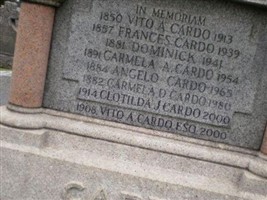 IN MEMORIAM
1850 VITO A. CARDO 1913
1857 FRANCES CARDO 1939
1881 DOMINICK 1941
1891 CARMELA A. CARDO 1954
1884 ANGELO CARDO 1965
1882 CARMELA D. CARDO 1980
1914 CLOTILDA J. CARDO 2000
1908 VITO A. CARDO, ESQ. 2000